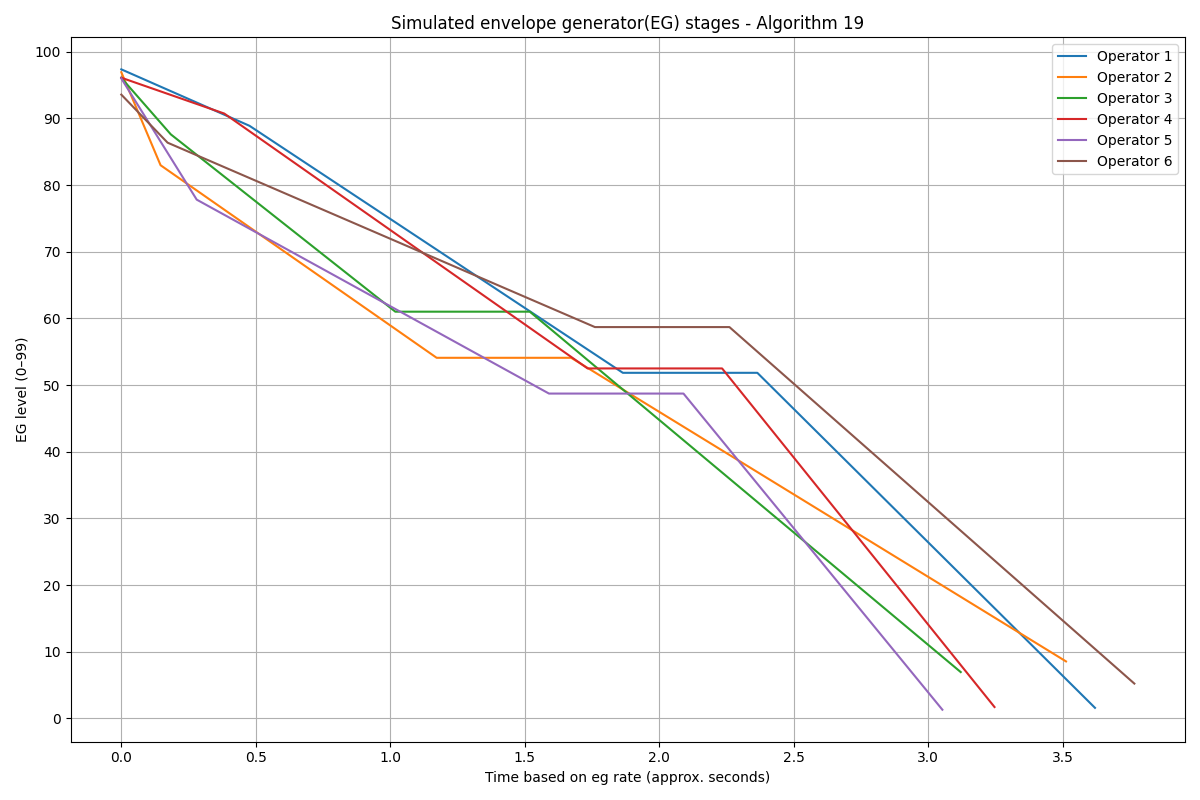 Simulated envelope generator(EG) stages - Algorithm 19
Operator 1
Operator 2
Operator 3
Operator 4
Operator 5
Operator 6
EG level (0–99)
100
90
80
70
60
50
40
30
20
10
0
0.0 0.5 1.0 1.5 2.0 2.5 3.0 3.5
Time based on eg rate (approx. seconds)